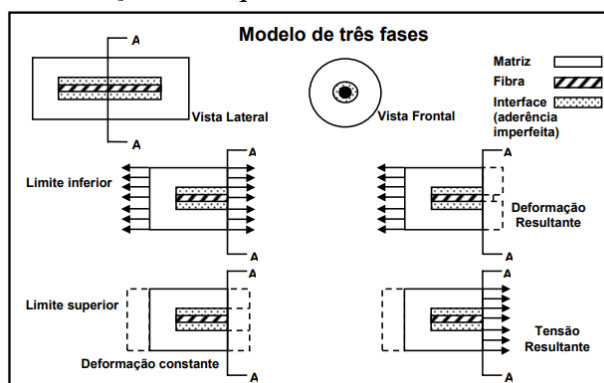 Modelo de três fases
A
A
Vista Lateral
Vista Frontal
Matriz
Fibra
Interface
(aderência
imperfeita)
Limite inferior
A
A
A
A
Deformação
Resultante
Limite superior
Deformação constante
A
A
A
A
Tensão
Resultante